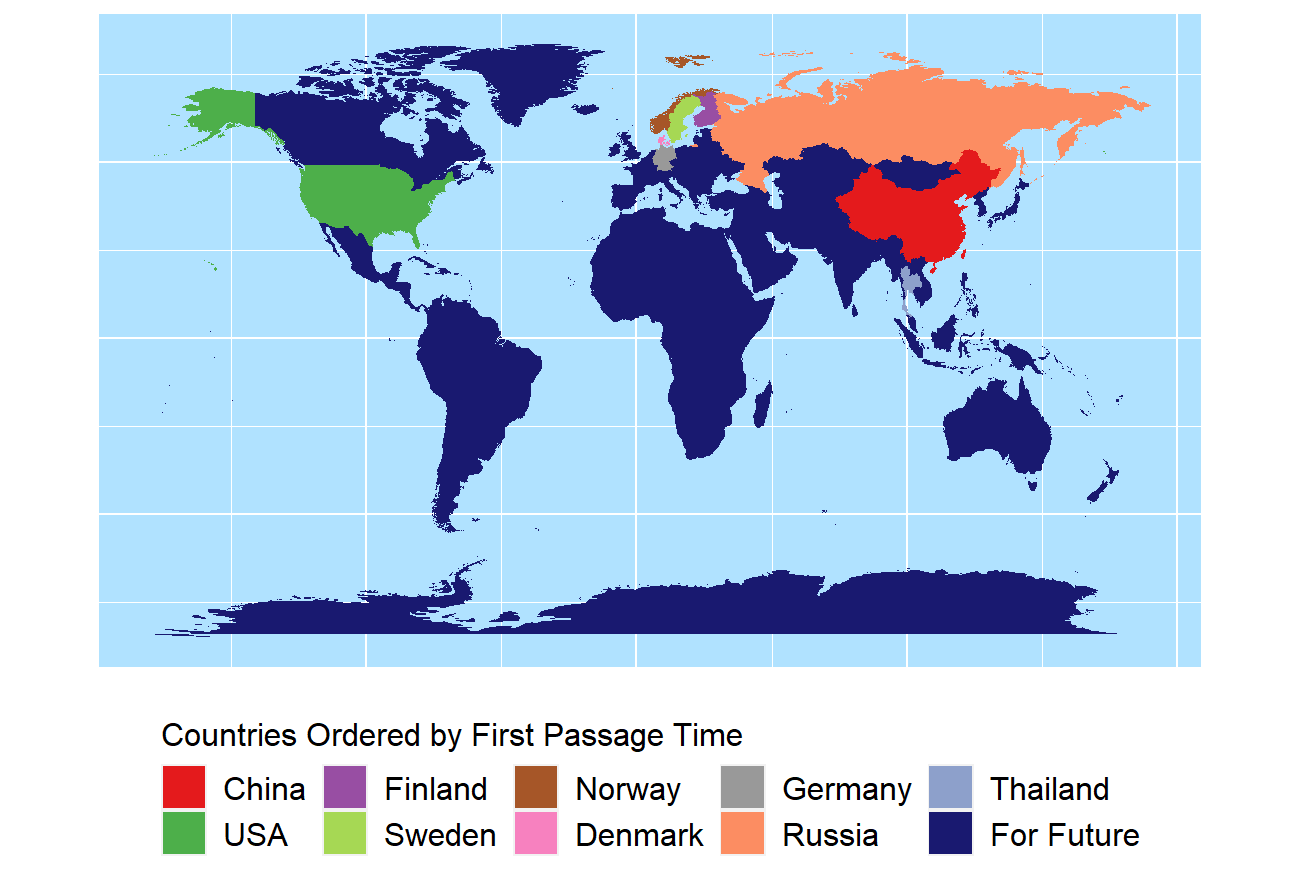 Countries Ordered by First Passage Time
China Finland Norway Germany Thailand
USA Sweden Denmark Russia For Future